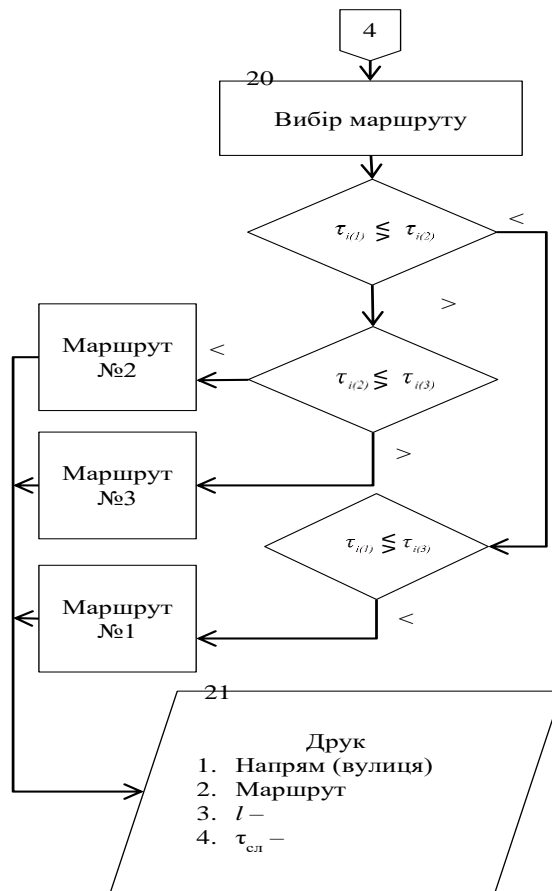 4
20
Вибір маршруту
τi(1) ≶ τi(2)
<
>
Маршрут
№2
<
τi(2) ≶ τi(3)
Маршрут
№3
>
τi(1) ≶ τi(3)
Маршрут
№1
<
21
Друк
1. Напрям (вулиця)
2. Маршрут
3. l –
4. τсл –